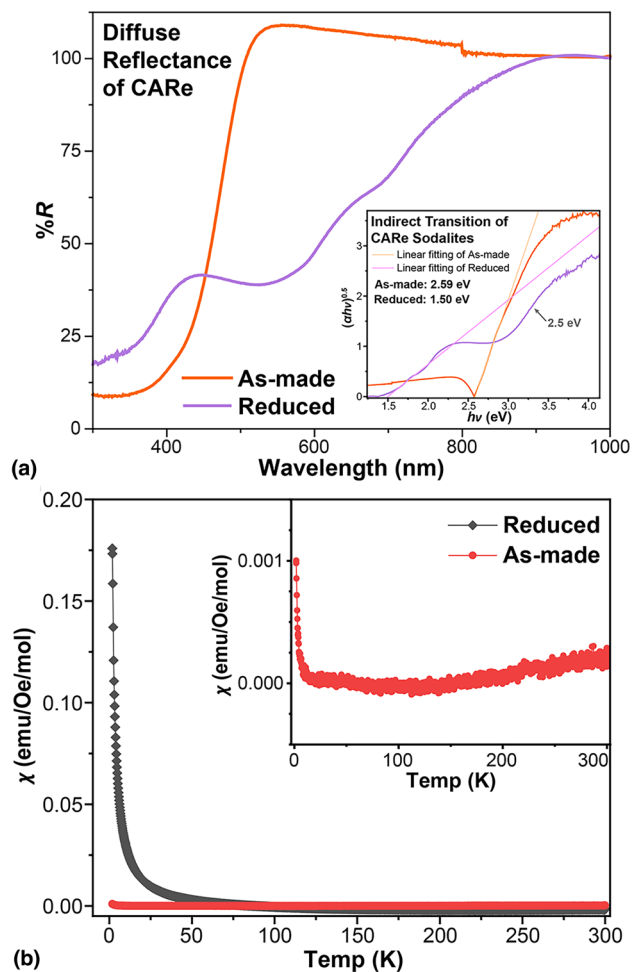 Diffuse
Reflectance
of CARe
100
75
50
25
0
%R
As-made
Reduced
400
600
800
1000
Wavelength (nm)
(a)
Indirect Transition of
CARe Sodalites
Linear fitting of As-made
Linear fitting of Reduced
As-made: 2.59 eV
Reduced: 1.50 eV
2.5 eV
3
2
1
0
(αhν)^0.5
1.5
2.0
2.5
3.0
3.5
4.0
hν (eV)
0.20
0.15
0.10
0.05
0.00
χ (emu/Oe/mol)
0
50
100
150
200
250
300
Temp (K)
(b)
Reduced
As-made
0.001
0.000
χ (emu/Oe/mol)
0
100
150
200
250
300
Temp (K)